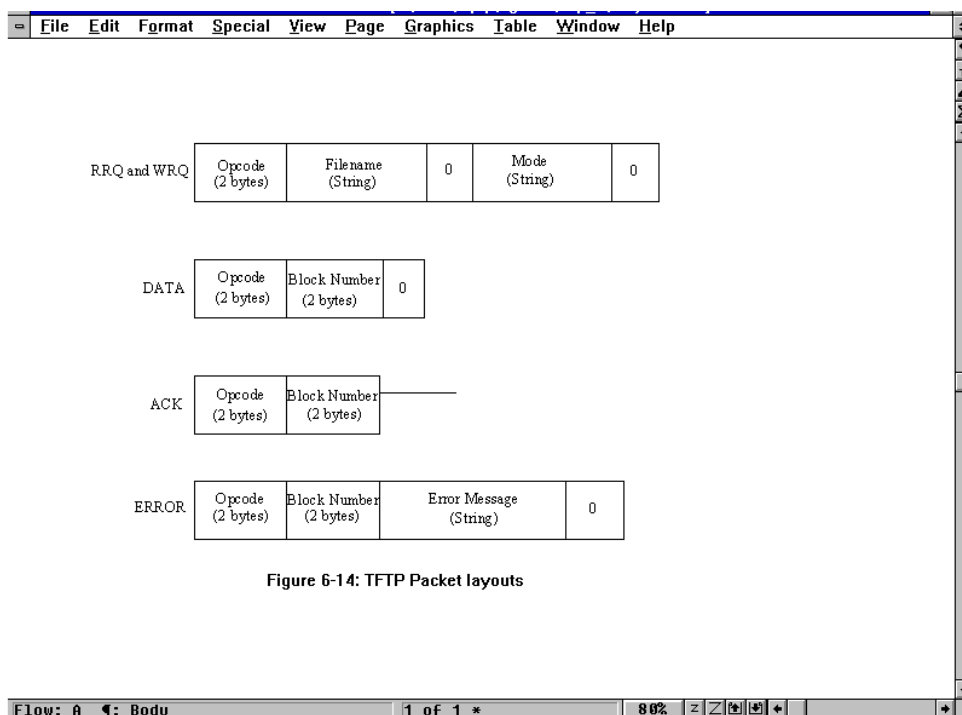 File Edit Format Special View Page Graphics Table Window Help
RRQ and WRQ
Opcode
(2 bytes)
Filename
(String)
0
Mode
(String)
0
DATA
Opcode
(2 bytes)
Block Number
(2 bytes)
0
ACK
Opcode
(2 bytes)
Block Number
(2 bytes)
ERROR
Opcode
(2 bytes)
Block Number
(2 bytes)
Error Message
(String)
0
Figure 6-14: TFTP Packet layouts
Flow: A ¶: Body 1 of 1 * 80% Z Z